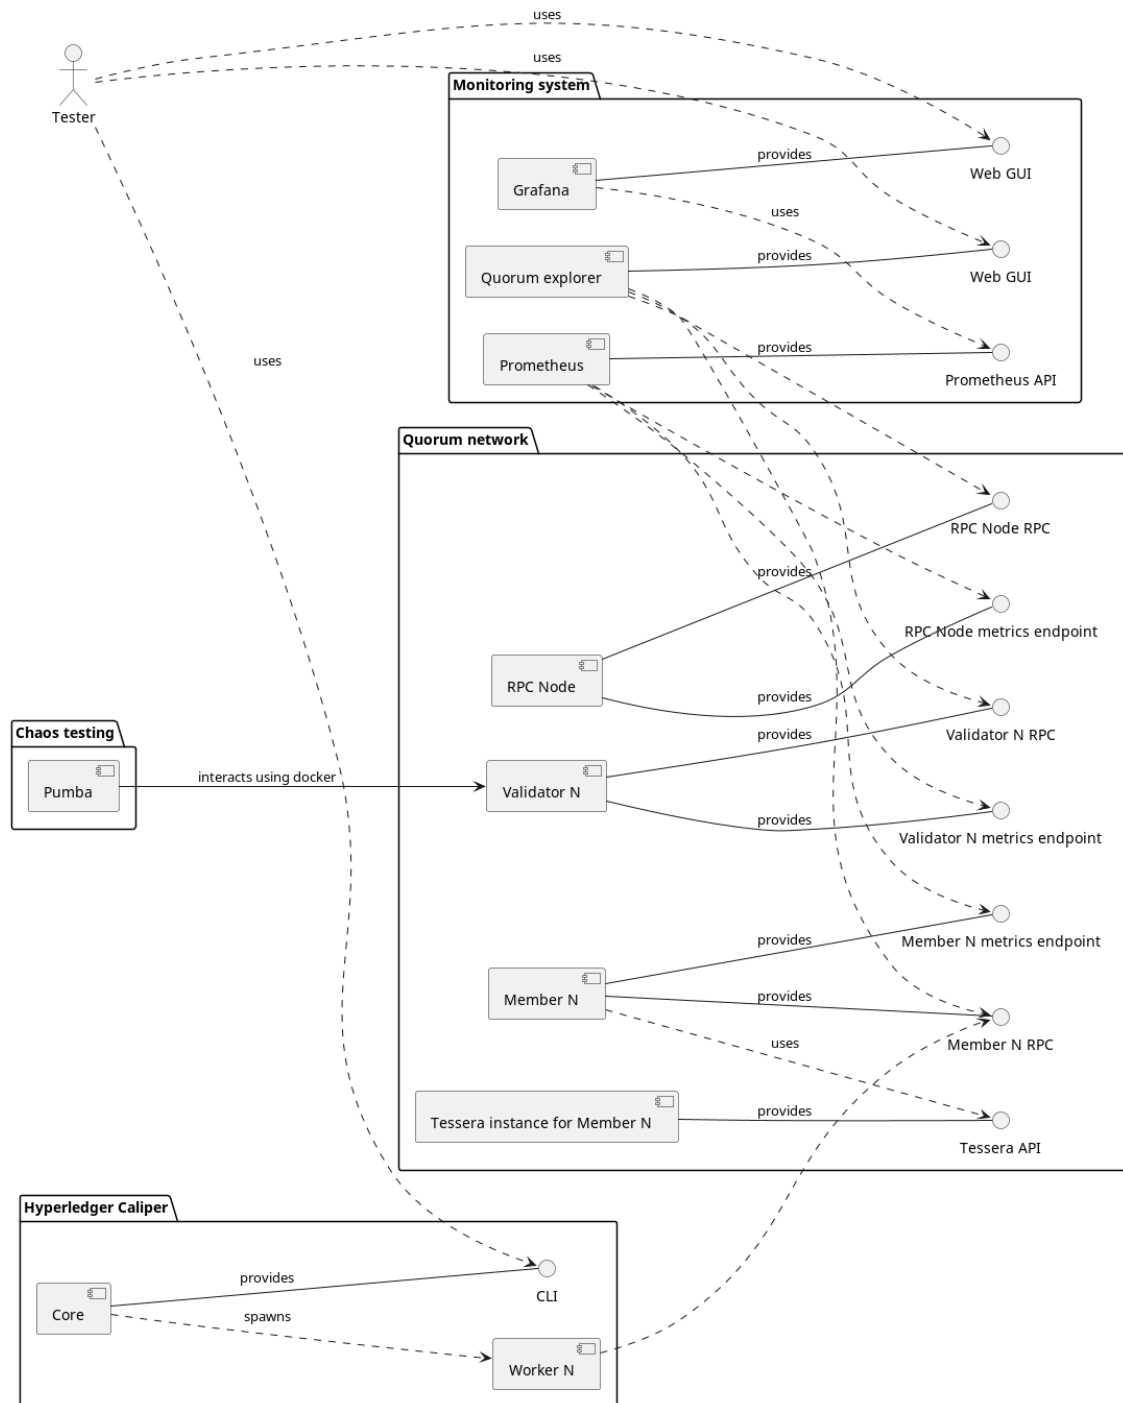 uses
uses
Tester
Monitoring system
provides
Web GUI
Grafana
uses
provides
Web GUI
Quorum explorer
provides
Prometheus
Prometheus API
uses
Quorum network
RPC Node RPC
provides
RPC Node metrics endpoint
RPC Node
provides
Chaos testing
Validator N RPC
provides
interacts using docker
Pumba
Validator N
provides
Validator N metrics endpoint
Member N metrics endpoint
provides
Member N
provides
Member N RPC
uses
provides
Tessera instance for Member N
Tessera API
Hyperledger Caliper
provides
CLI
Core
spawns
Worker N